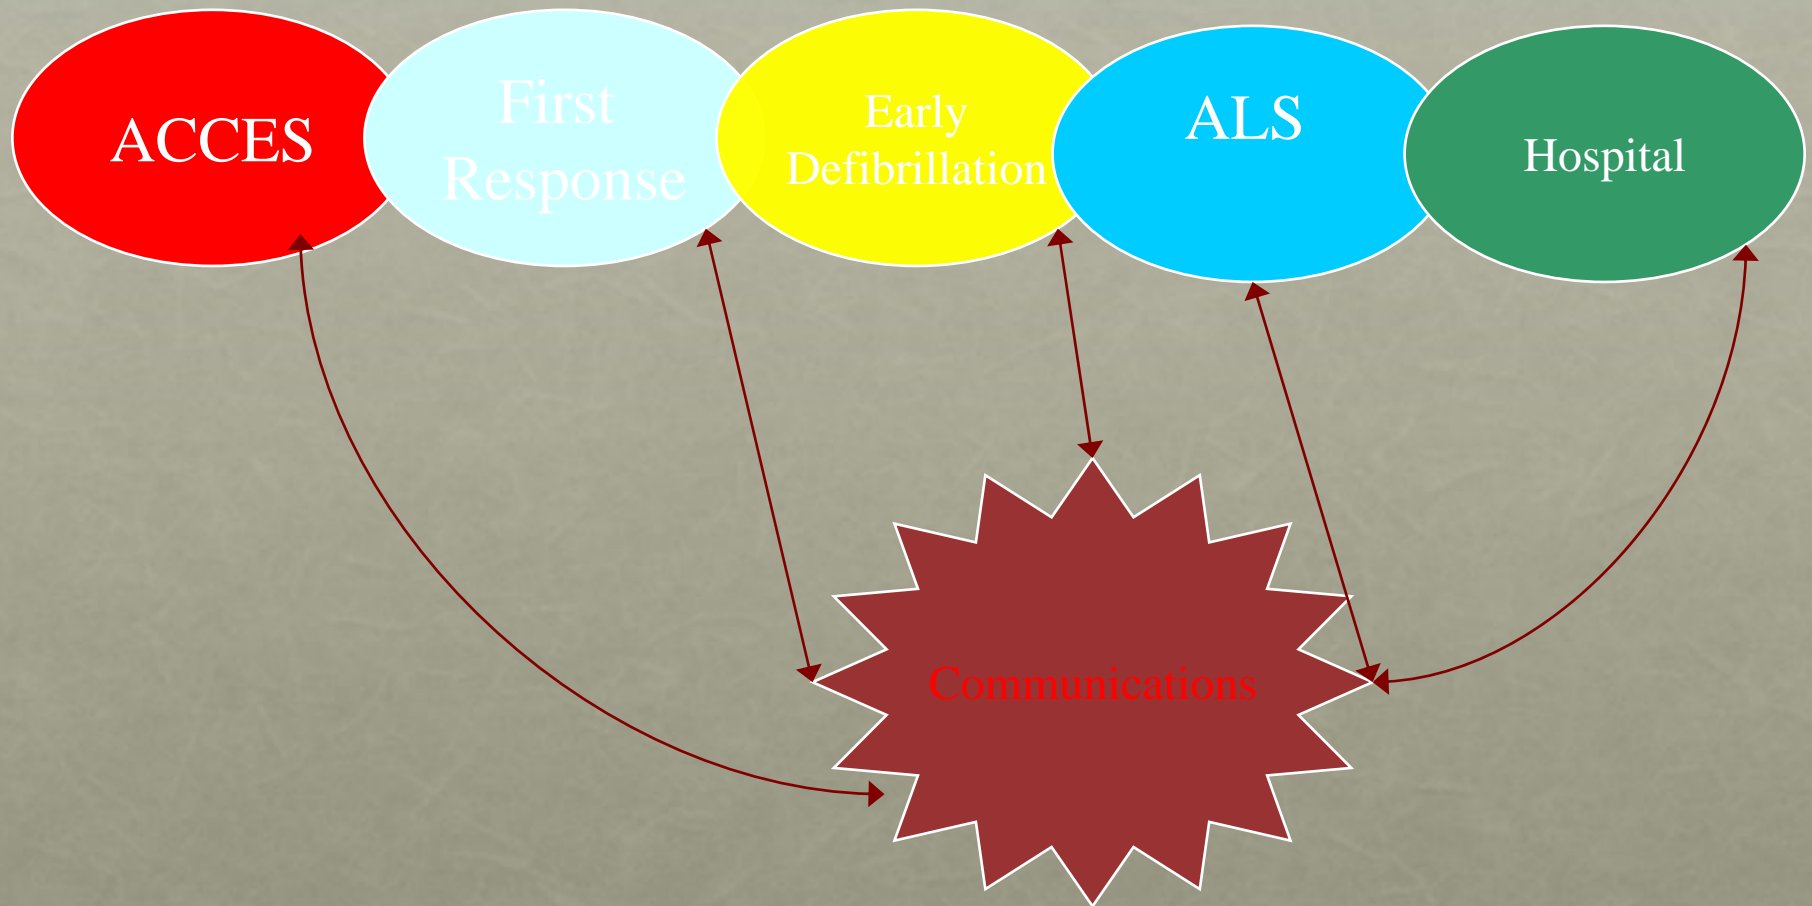 ACCES
First
Response
Early
Defibrillation
ALS
Hospital
Communications